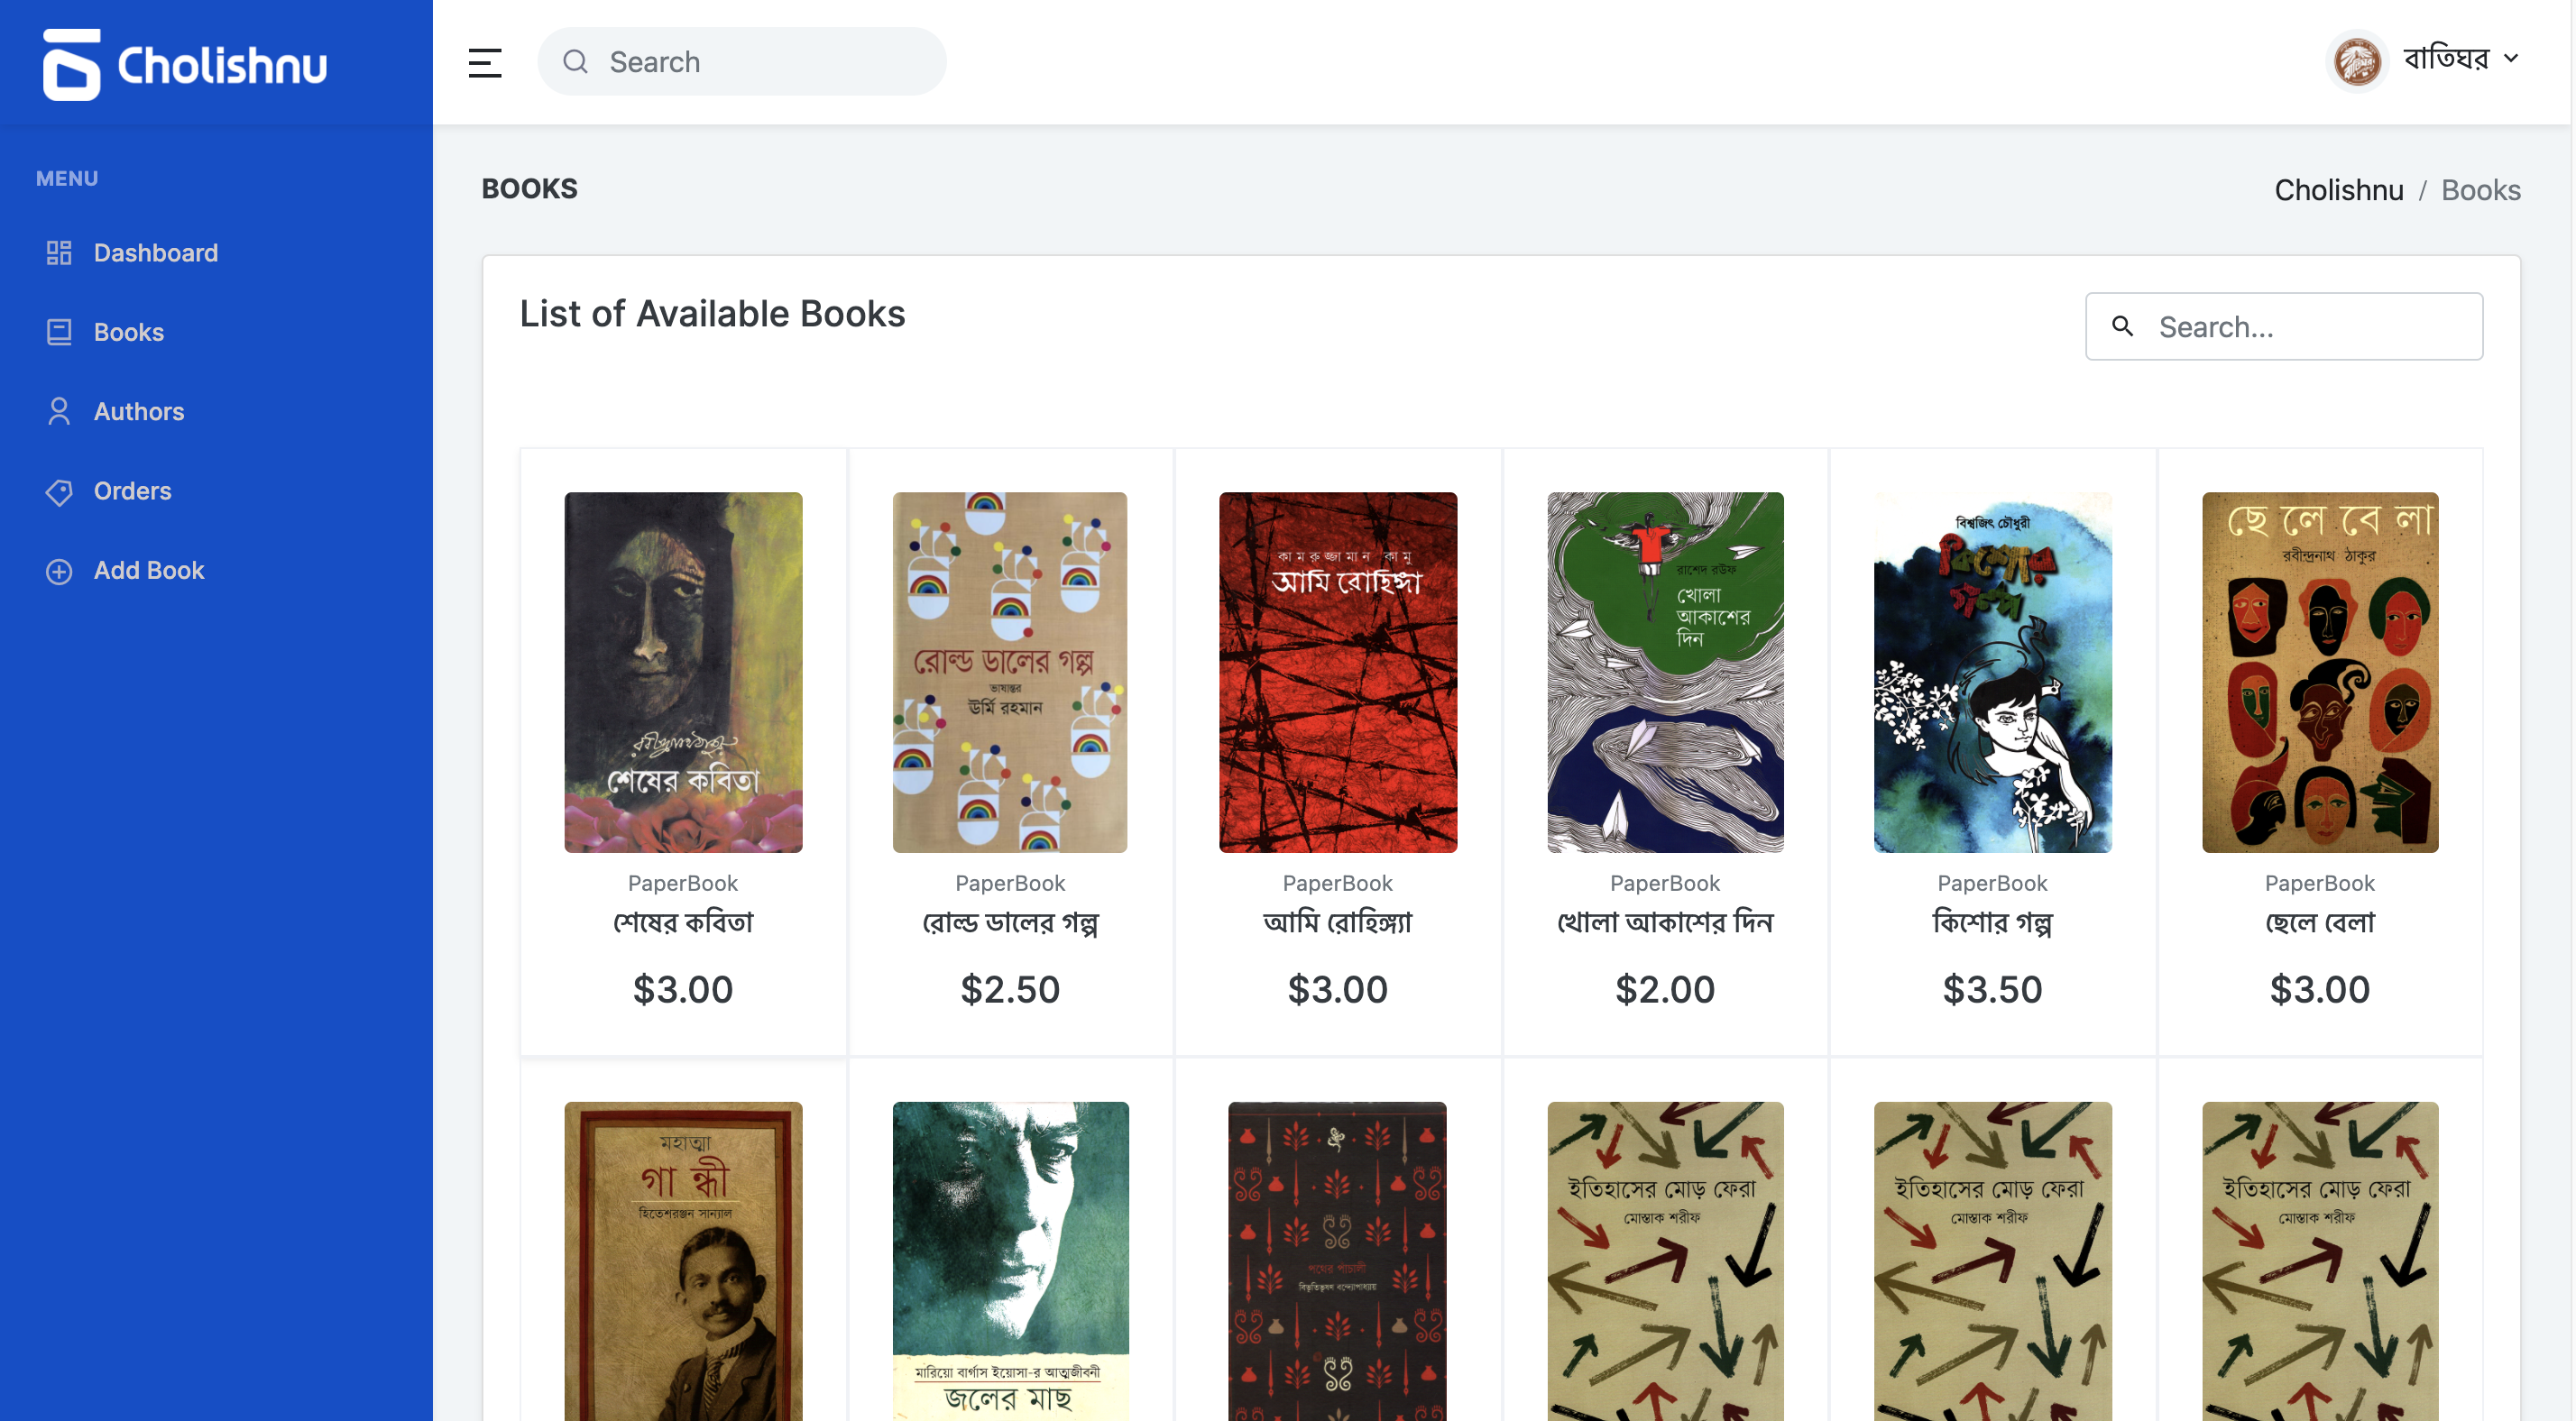 Cholishnu
Search
বাতিঘর
MENU
Dashboard
Books
Authors
Orders
Add Book
BOOKS
Cholishnu / Books
List of Available Books
Search...
শেষের কবিতা
PaperBook
শেষের কবিতা
$3.00
রোল্ড ডালের গল্প
ভাষান্তর
ঊর্মি রহমান
PaperBook
রোল্ড ডালের গল্প
$2.50
কামরুজ্জামান কামু
আমি রোহিঙ্গা
PaperBook
আমি রোহিঙ্গ্যা
$3.00
রাশেদ রউফ
খোলা
আকাশের
দিন
PaperBook
খোলা আকাশের দিন
$2.00
বিশ্বজিৎ চৌধুরী
কিশোর
গল্প
PaperBook
কিশোর গল্প
$3.50
ছেলেবেলা
রবীন্দ্রনাথ ঠাকুর
PaperBook
ছেলে বেলা
$3.00
মহাত্মা
গান্ধী
হিতেশরঞ্জন সান্যাল
মারিয়ো বার্গাস ইয়োসা-র আত্মজীবনী
জলের মাছ
পথের পাঁচালী
বিভূতিভূষণ বন্দ্যোপাধ্যায়
ইতিহাসের মোড় ফেরা
মোস্তাক শরীফ
ইতিহাসের মোড় ফেরা
মোস্তাক শরীফ
ইতিহাসের মোড় ফেরা
মোস্তাক শরীফ